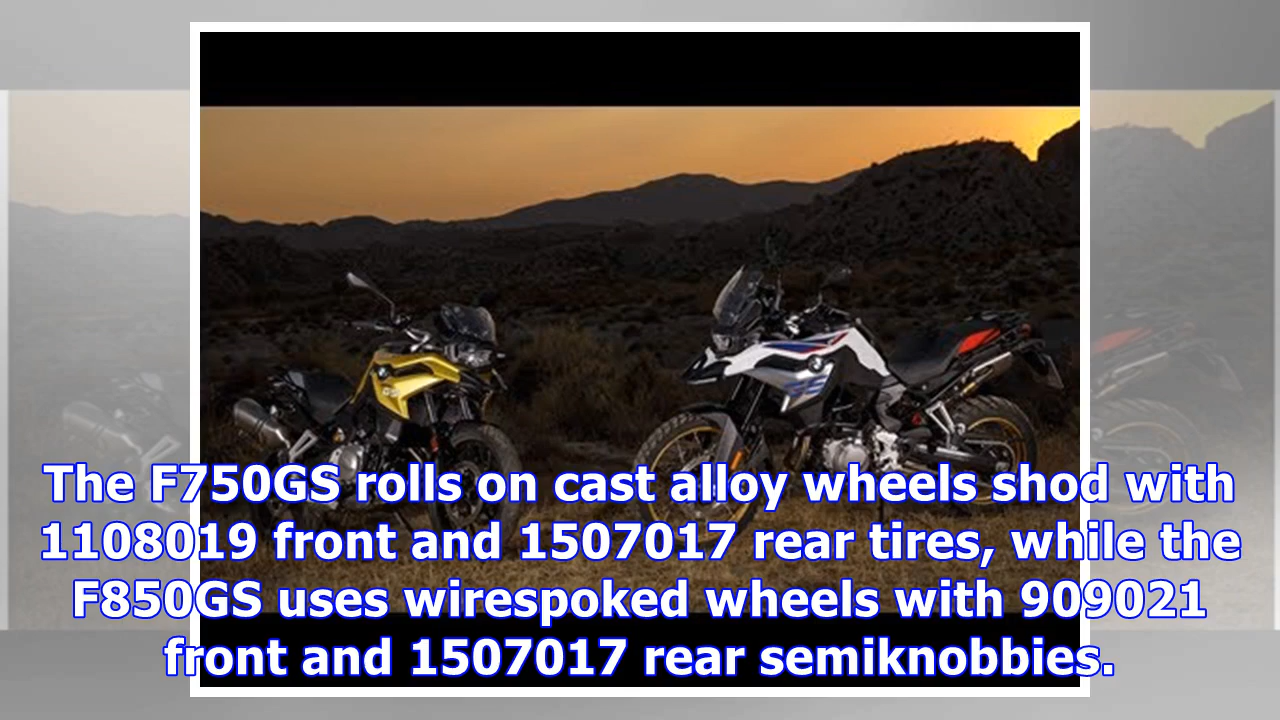 The F750GS rolls on cast alloy wheels shod with
1108019 front and 1507017 rear tires, while the
F850GS uses wirespoked wheels with 909021
front and 1507017 rear semiknobbies.